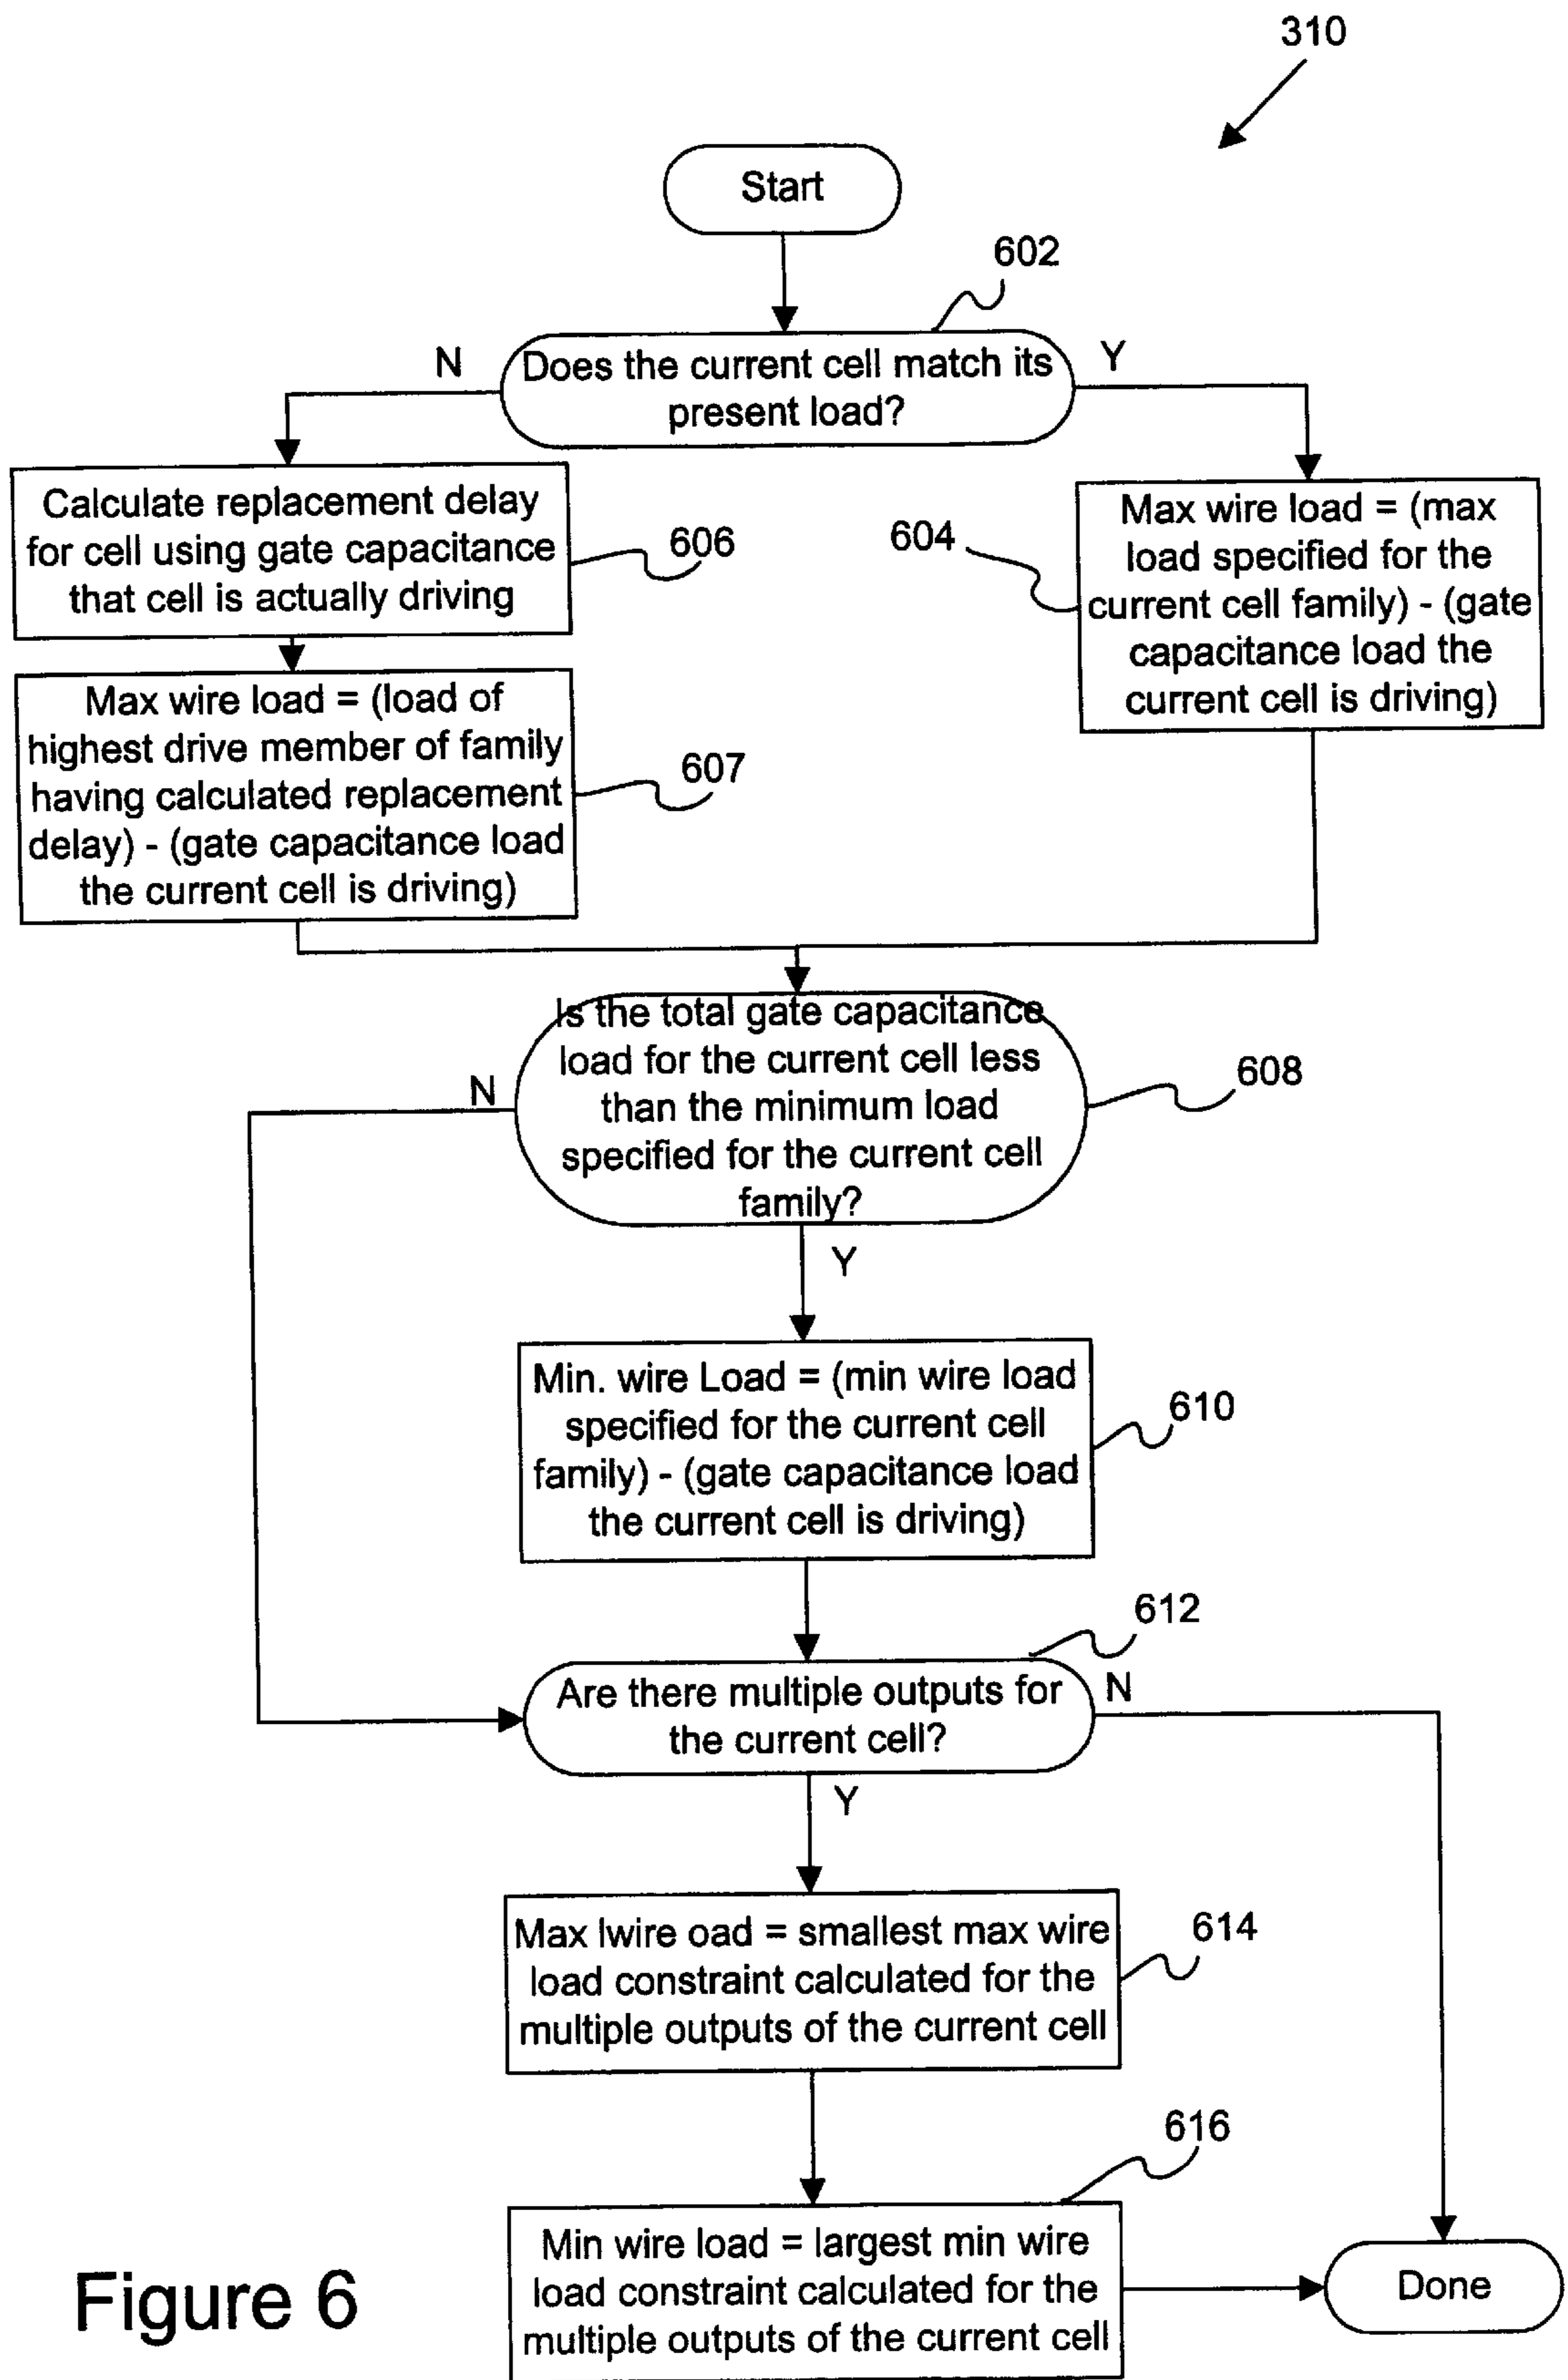 310
Start
602
N
Does the current cell match its
present load?
Y
Calculate replacement delay
for cell using gate capacitance
that cell is actually driving
606
604
Max wire load = (max
load specified for the
current cell family) - (gate
capacitance load the
current cell is driving)
Max wire load = (load of
highest drive member of family
having calculated replacement
delay) - (gate capacitance load
the current cell is driving)
607
Is the total gate capacitance
load for the current cell less
than the minimum load
specified for the current cell
family?
N
608
Y
Min. wire Load = (min wire load
specified for the current cell
family) - (gate capacitance load
the current cell is driving)
610
612
Are there multiple outputs for
the current cell?
N
Y
Max lwire oad = smallest max wire
load constraint calculated for the
multiple outputs of the current cell
614
616
Min wire load = largest min wire
load constraint calculated for the
multiple outputs of the current cell
Done
Figure 6